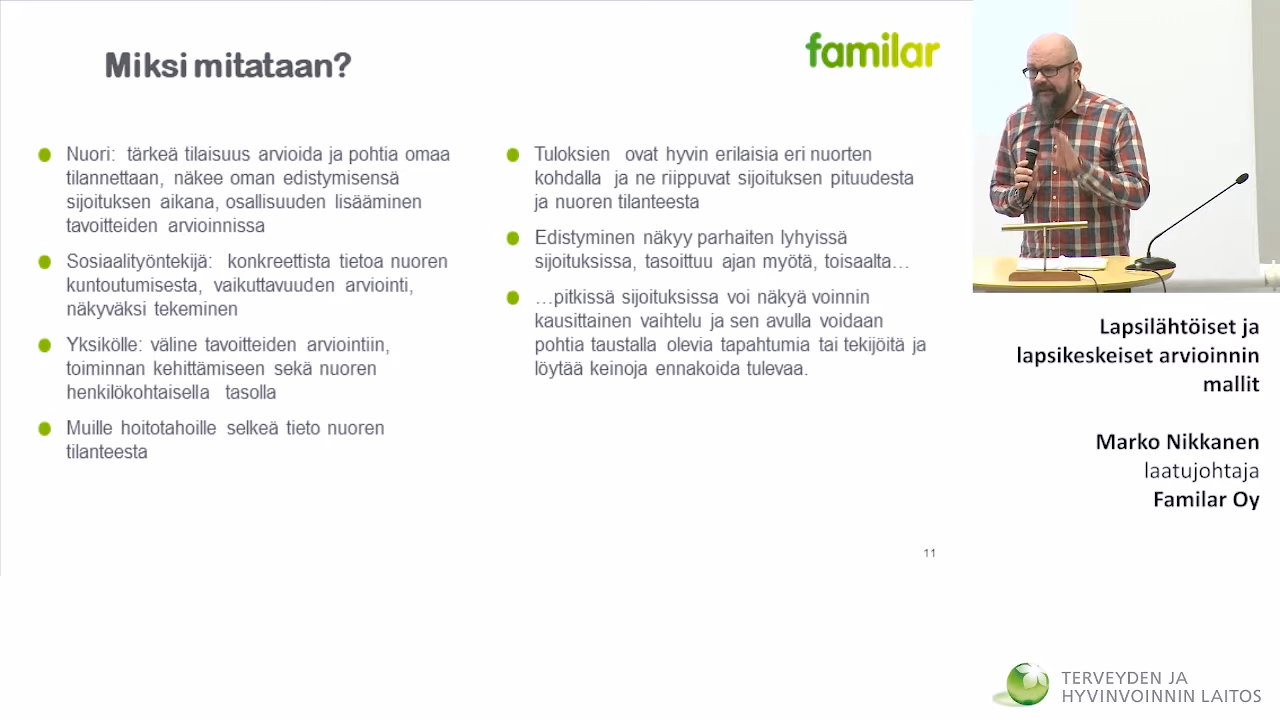 Miksi mitataan?
familar
Nuori: tärkeä tilaisuus arvioida ja pohtia omaa
tilannettaan, näkee oman edistymisensä
sijoituksen aikana, osallisuuden lisääminen
tavoitteiden arvioinnissa
Sosiaalityöntekijä: konkreettista tietoa nuoren
kuntoutumisesta, vaikuttavuuden arviointi,
näkyväksi tekeminen
Yksikölle: väline tavoitteiden arviointiin,
toiminnan kehittämiseen sekä nuoren
henkilökohtaisella tasolla
Muille hoitotahoille selkeä tieto nuoren
tilanteesta
Tuloksien ovat hyvin erilaisia eri nuorten
kohdalla ja ne riippuvat sijoituksen pituudesta
ja nuoren tilanteesta
Edistyminen näkyy parhaiten lyhyissä
sijoituksissa, tasoittuu ajan myötä, toisaalta…
…pitkissä sijoituksissa voi näkyä voinnin
kausittainen vaihtelu ja sen avulla voidaan
pohtia taustalla olevia tapahtumia tai tekijöitä ja
löytää keinoja ennakoida tulevaa.
11
Lapsilähtöiset ja
lapsikeskeiset arvioinnin
mallit
Marko Nikkanen
laatujohtaja
Familar Oy
TERVEYDEN JA
HYVINVOINNIN LAITOS